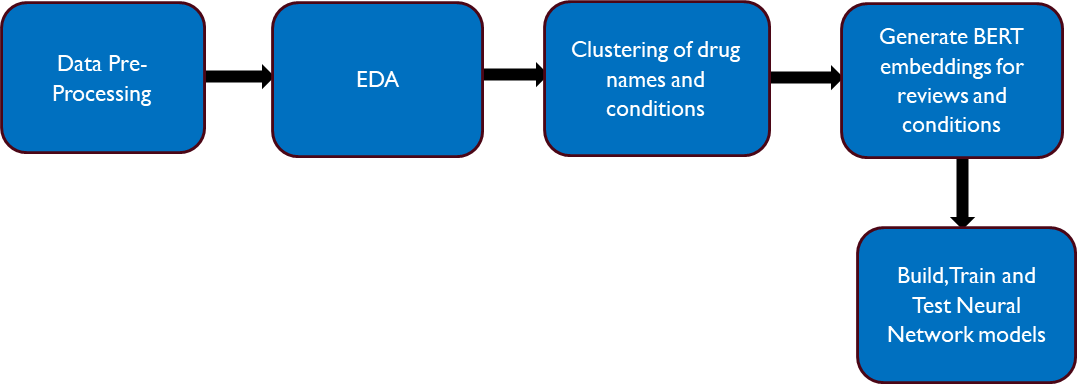 Data Pre-
Processing
EDA
Clustering of drug
names and
conditions
Generate BERT
embeddings for
reviews and
conditions
Build,Train and
Test Neural
Network models